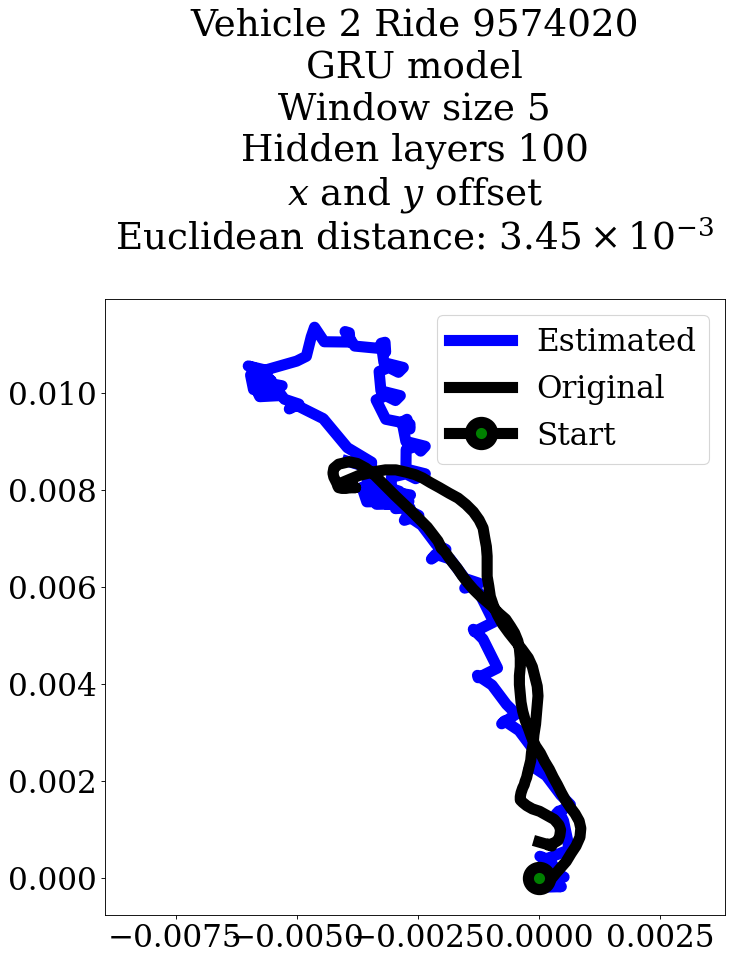 Vehicle 2 Ride 9574020
GRU model
Window size 5
Hidden layers 100
x and y offset
Euclidean distance: 3.45 × 10⁻³
Estimated
Original
Start
0.010
0.008
0.006
0.004
0.002
0.000
−0.0075 −0.0050 −0.0025 0.0000 0.0025